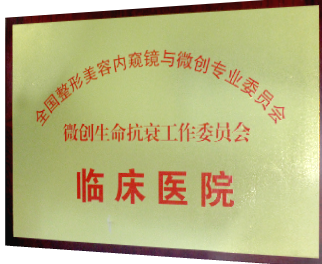 全国整形美容内窥镜与微创专业委员会
微创生命抗衰工作委员会
临床医院